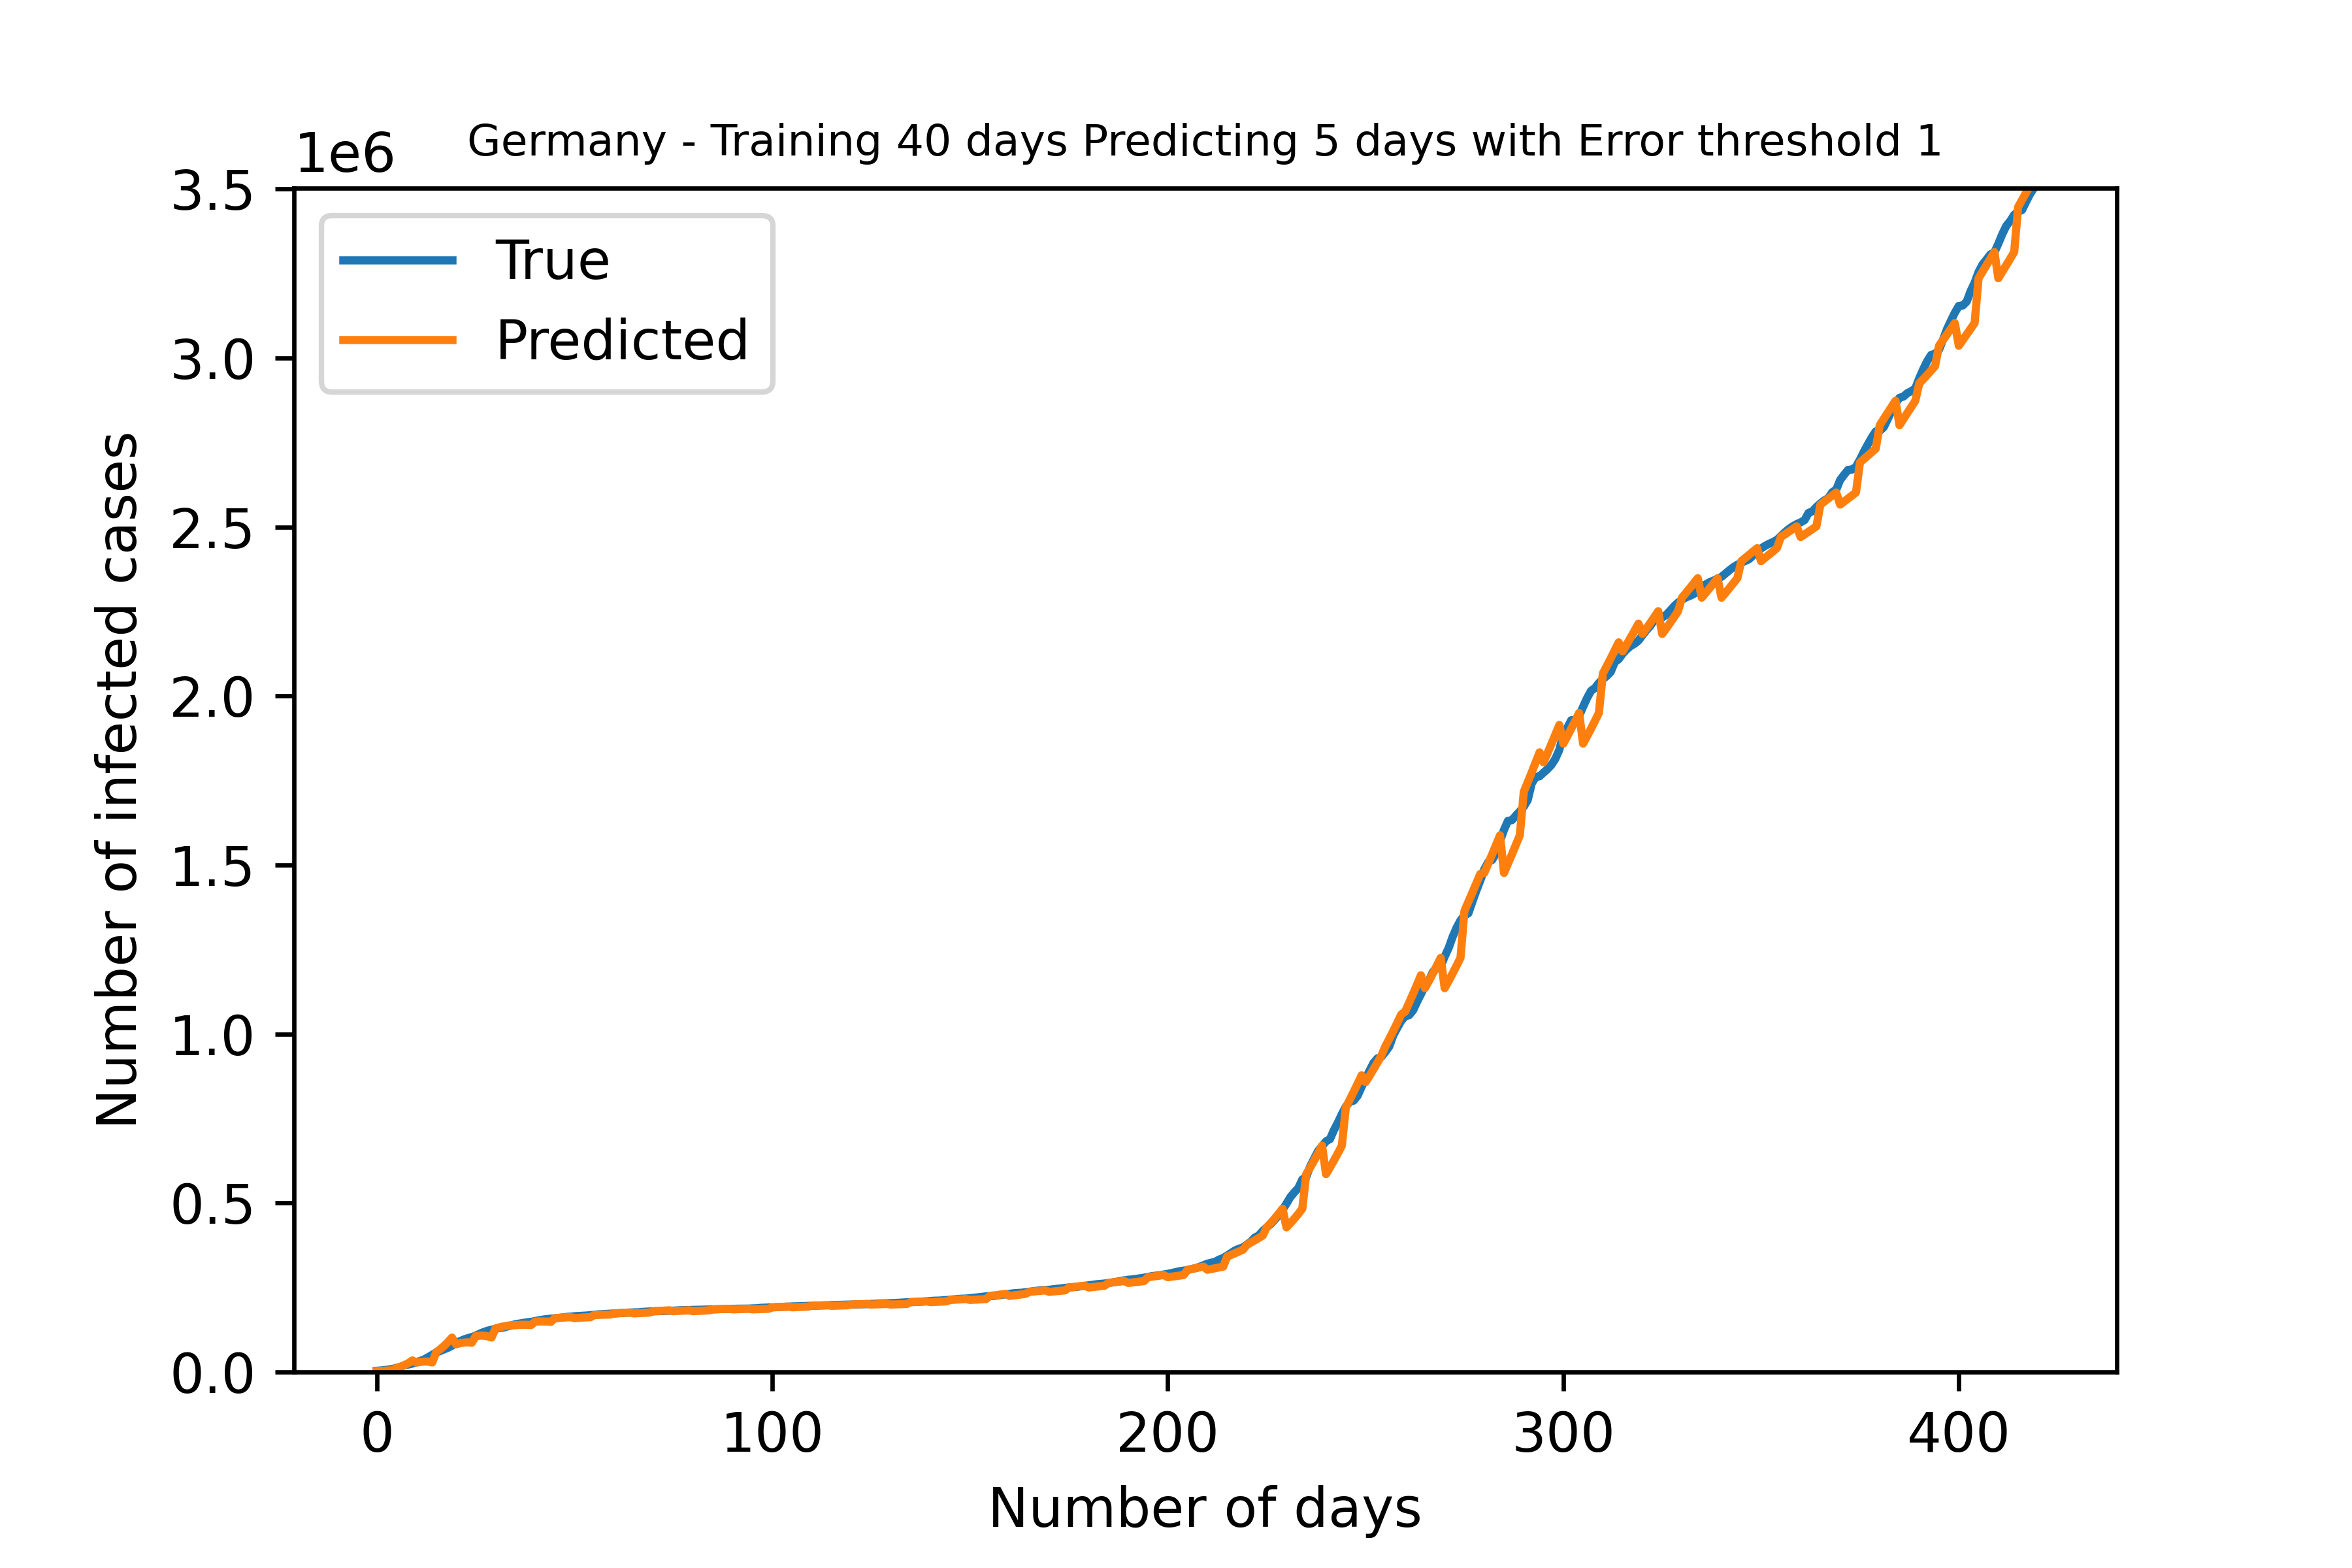 Germany - Training 40 days Predicting 5 days with Error threshold 1
1e6
3.5
3.0
2.5
2.0
1.5
1.0
0.5
0.0
True
Predicted
Number of infected cases
0 100 200 300 400
Number of days